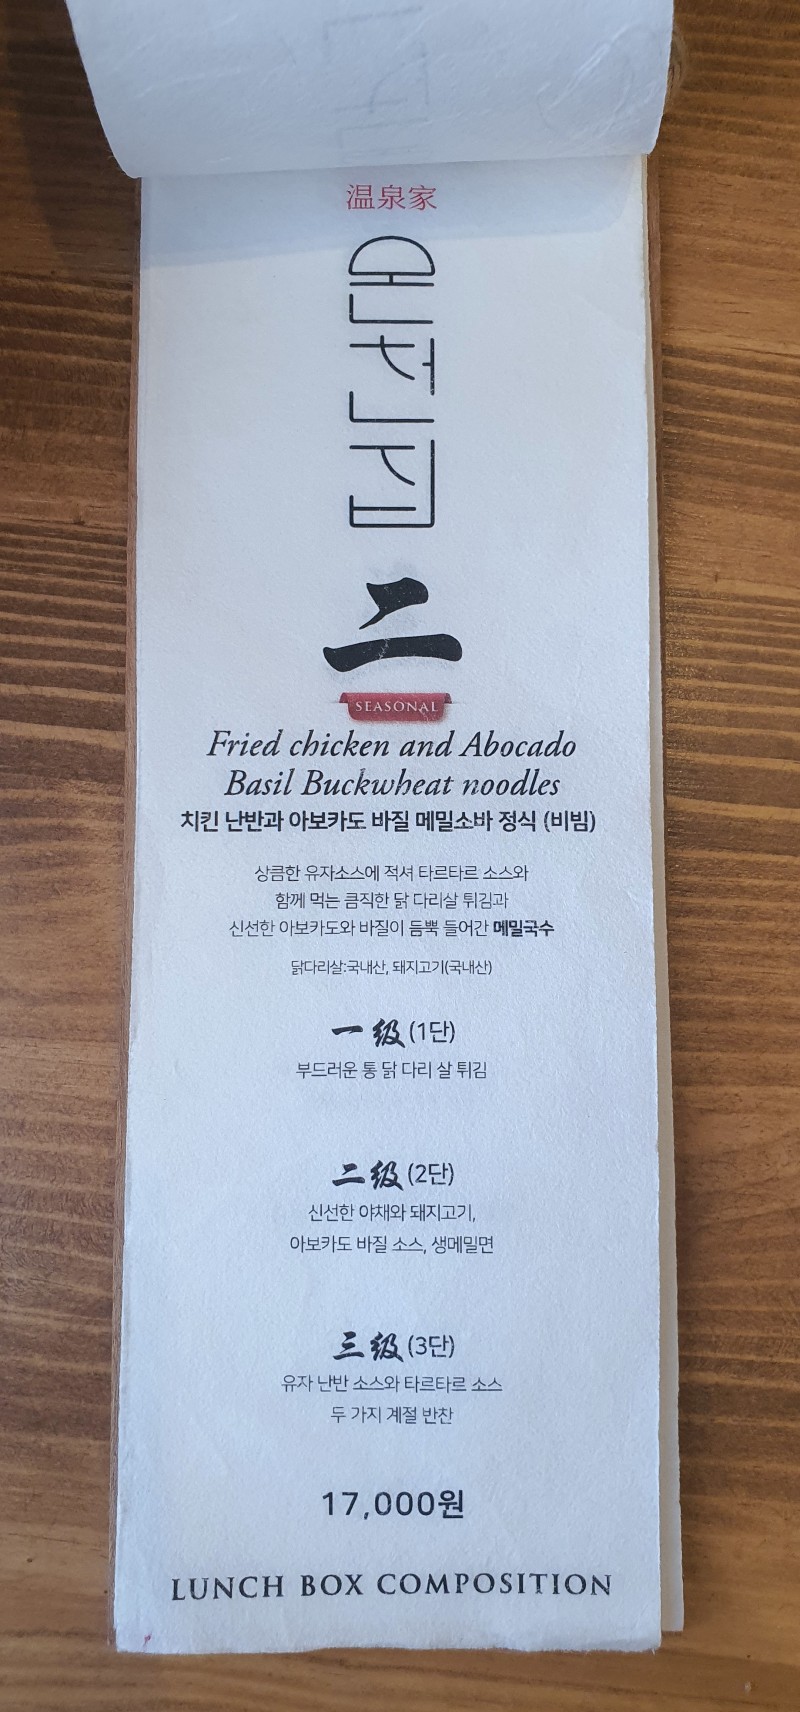 温泉家
온천집
二
SEASONAL
Fried chicken and Abocado
Basil Buckwheat noodles
치킨 난반과 아보카도 바질 메밀소바 정식 (비빔)
상큼한 유자소스에 적셔 타르타르 소스와
함께 먹는 큼직한 닭 다리살 튀김과
신선한 아보카도와 바질이 듬뿍 들어간 메밀국수
닭다리살:국내산, 돼지고기(국내산)
一级(1단)
부드러운 통 닭 다리 살 튀김
二级(2단)
신선한 야채와 돼지고기,
아보카도 바질 소스, 생메밀면
三级(3단)
유자 난반 소스와 타르타르 소스
두 가지 계절 반찬
17,000원
LUNCH BOX COMPOSITION